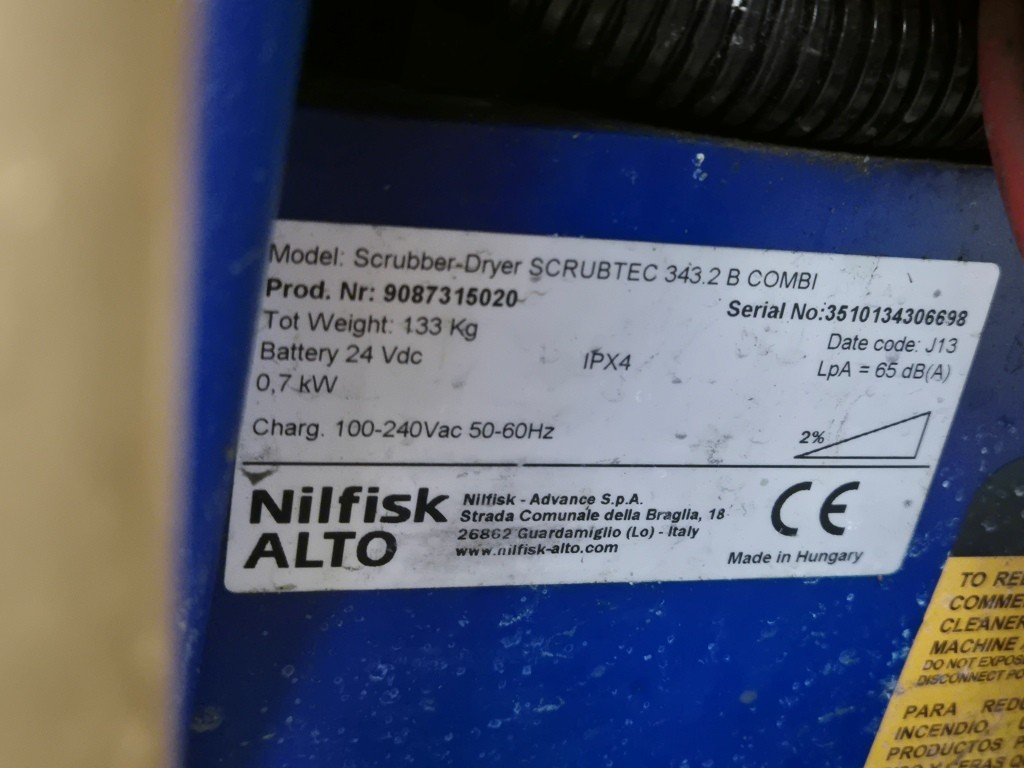 Model: Scrubber-Dryer SCRUBTEC 343.2 B COMBI
Prod. Nr: 9087315020
Serial No:3510134306698
Tot Weight: 133 Kg
Date code: J13
Battery 24 Vdc
IPX4
LpA = 65 dB(A)
0,7 kW
Charg. 100-240Vac 50-60Hz
2%
Nilfisk
ALTO
Nilfisk - Advance S.p.A.
Strada Comunale della Braglia, 18
26862 Guardamiglio (Lo) - Italy
www.nilfisk-alto.com
CE
Made in Hungary
TO RE
COMME
CLEANER
MACHINE
DO NOT EXPOS
DISCONNECT PO
PARA REDU
INCENDIO,
PRODUCTOS